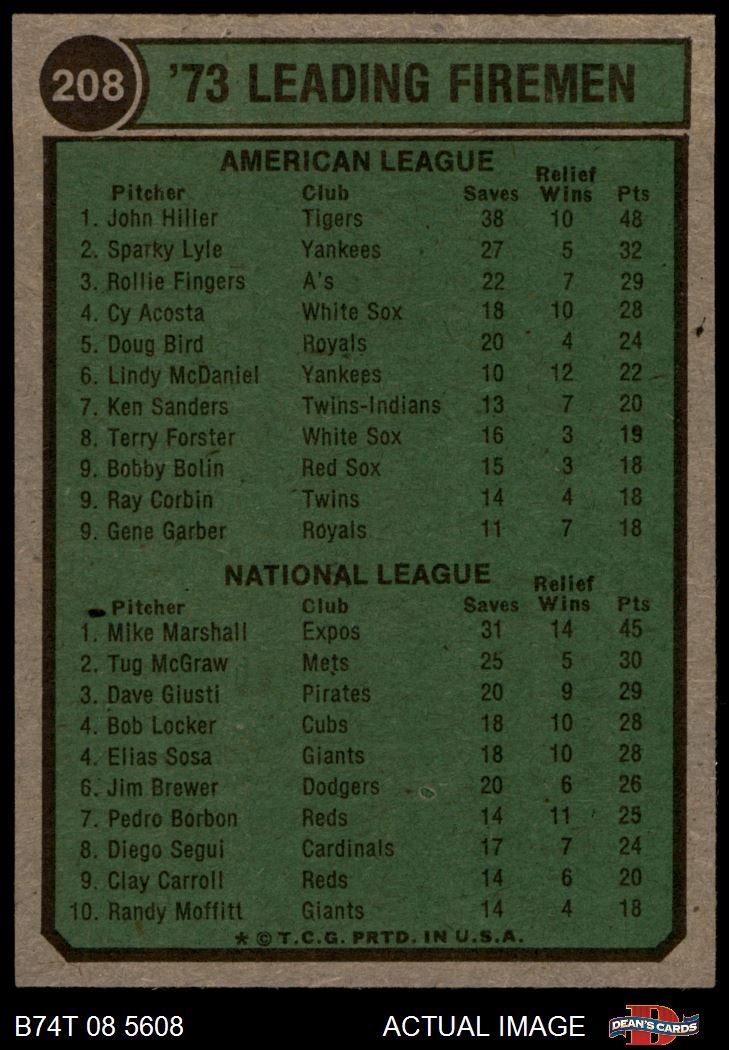 208 '73 LEADING FIREMEN
AMERICAN LEAGUE
Pitcher Club Saves Relief Wins Pts
1. John Hiller Tigers 38 10 48
2. Sparky Lyle Yankees 27 5 32
3. Rollie Fingers A's 22 7 29
4. Cy Acosta White Sox 18 10 28
5. Doug Bird Royals 20 4 24
6. Lindy McDaniel Yankees 10 12 22
7. Ken Sanders Twins-Indians 13 7 20
8. Terry Forster White Sox 16 3 19
9. Bobby Bolin Red Sox 15 3 18
9. Ray Corbin Twins 14 4 18
9. Gene Garber Royals 11 7 18
NATIONAL LEAGUE
Pitcher Club Saves Relief Wins Pts
1. Mike Marshall Expos 31 14 45
2. Tug McGraw Mets 25 5 30
3. Dave Giusti Pirates 20 9 29
4. Bob Locker Cubs 18 10 28
4. Elias Sosa Giants 18 10 28
6. Jim Brewer Dodgers 20 6 26
7. Pedro Borbon Reds 14 11 25
8. Diego Segui Cardinals 17 7 24
9. Clay Carroll Reds 14 6 20
10. Randy Moffitt Giants 14 4 18
* © T.C.G. PRTD. IN U.S.A.
B74T 08 5608 ACTUAL IMAGE D DEAN'S CARDS